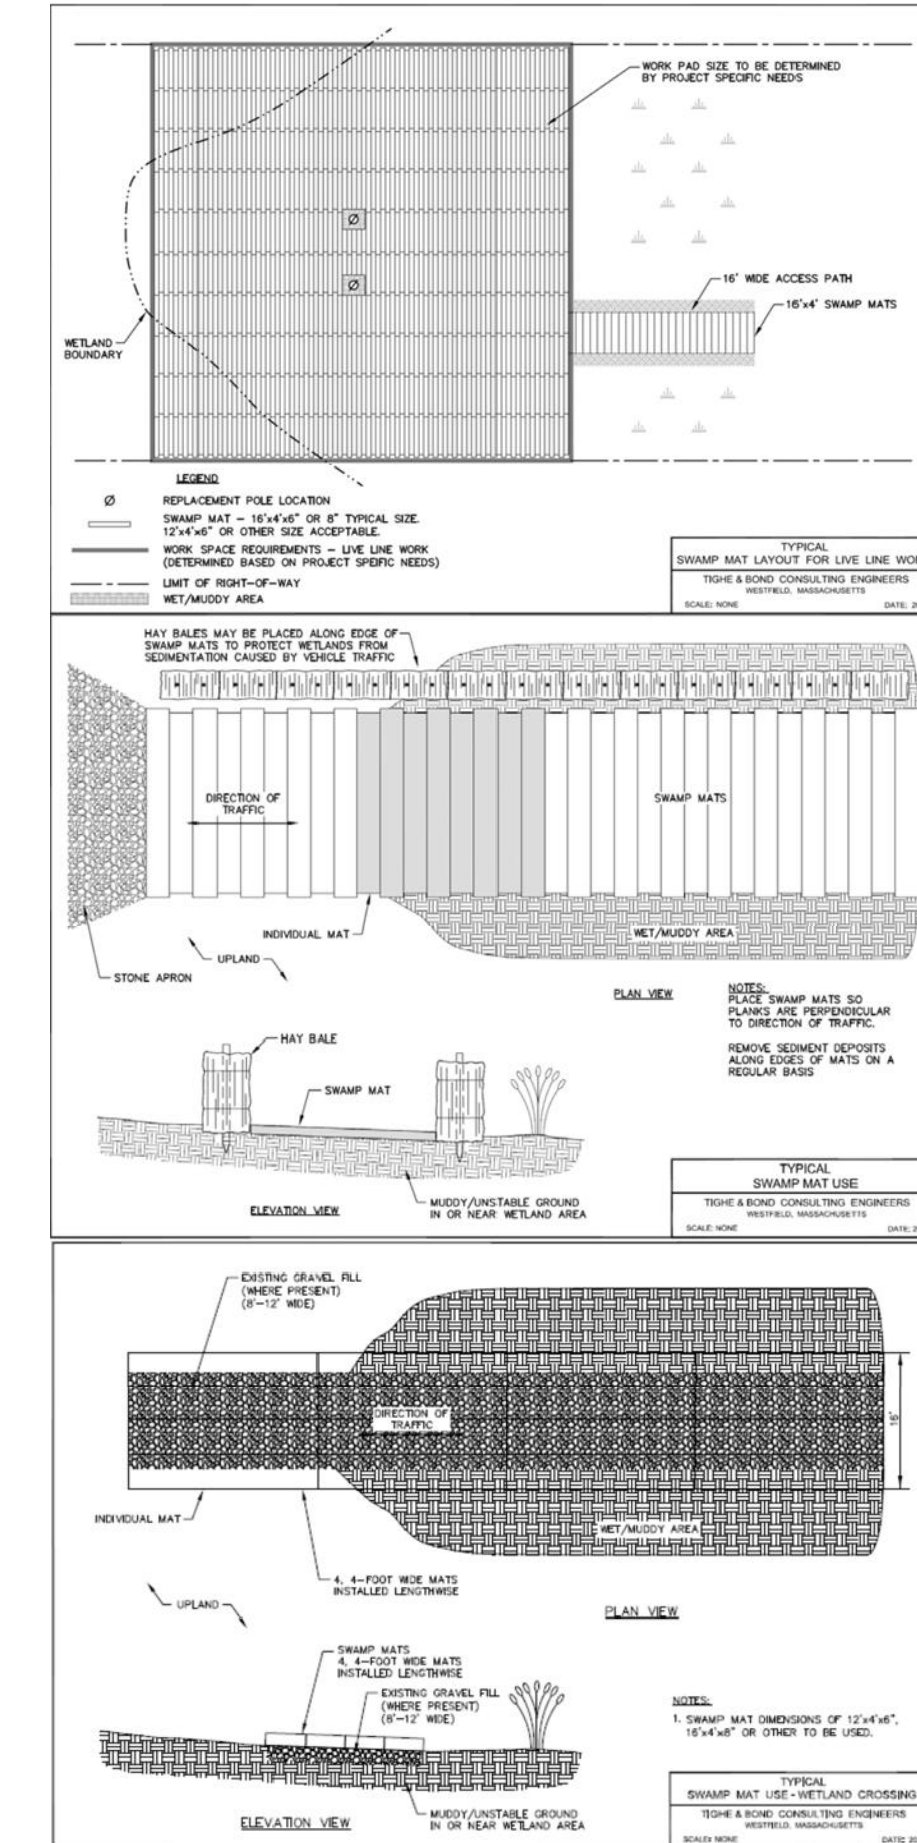 WORK PAD SIZE TO BE DETERMINED
BY PROJECT SPECIFIC NEEDS
16' WIDE ACCESS PATH
16'x4' SWAMP MATS
WETLAND
BOUNDARY
LEGEND
Ø REPLACEMENT POLE LOCATION
SWAMP MAT – 16'x4'x6" OR 8" TYPICAL SIZE.
12'x4'x6" OR OTHER SIZE ACCEPTABLE.
WORK SPACE REQUIREMENTS – LIVE LINE WORK
(DETERMINED BASED ON PROJECT SPEIFIC NEEDS)
LIMIT OF RIGHT-OF-WAY
WET/MUDDY AREA
TYPICAL
SWAMP MAT LAYOUT FOR LIVE LINE
TIGHE & BOND CONSULTING ENGINEERS
WESTFIELD, MASSACHUSETTS
SCALE: NONE DATE:
HAY BALES MAY BE PLACED ALONG EDGE OF
SWAMP MATS TO PROTECT WETLANDS FROM
SEDIMENTATION CAUSED BY VEHICLE TRAFFIC
DIRECTION OF
TRAFFIC
SWAMP MATS
INDIVIDUAL MAT
WET/MUDDY AREA
UPLAND
STONE APRON
PLAN VIEW
NOTES:
PLACE SWAMP MATS SO
PLANKS ARE PERPENDICULAR
TO DIRECTION OF TRAFFIC.
REMOVE SEDIMENT DEPOSITS
ALONG EDGES OF MATS ON A
REGULAR BASIS
HAY BALE
SWAMP MAT
MUDDY/UNSTABLE GROUND
IN OR NEAR WETLAND AREA
ELEVATION VIEW
TYPICAL
SWAMP MAT USE
TIGHE & BOND CONSULTING ENGINEERS
WESTFIELD, MASSACHUSETTS
SCALE: NONE DATE:
EXISTING GRAVEL FILL
(WHERE PRESENT)
(8'–12' WIDE)
DIRECTION OF
TRAFFIC
16'
INDIVIDUAL MAT
WET/MUDDY AREA
4, 4-FOOT WIDE MATS
INSTALLED LENGTHWISE
UPLAND
PLAN VIEW
SWAMP MATS
4, 4-FOOT WIDE MATS
INSTALLED LENGTHWISE
EXISTING GRAVEL FILL
(WHERE PRESENT)
(8'–12' WIDE)
NOTES:
1. SWAMP MAT DIMENSIONS OF 12'x4'x6",
16'x4'x8" OR OTHER TO BE USED.
MUDDY/UNSTABLE GROUND
IN OR NEAR WETLAND AREA
ELEVATION VIEW
TYPICAL
SWAMP MAT USE - WETLAND CROSSING
TIGHE & BOND CONSULTING ENGINEERS
WESTFIELD, MASSACHUSETTS
SCALE: NONE DATE: